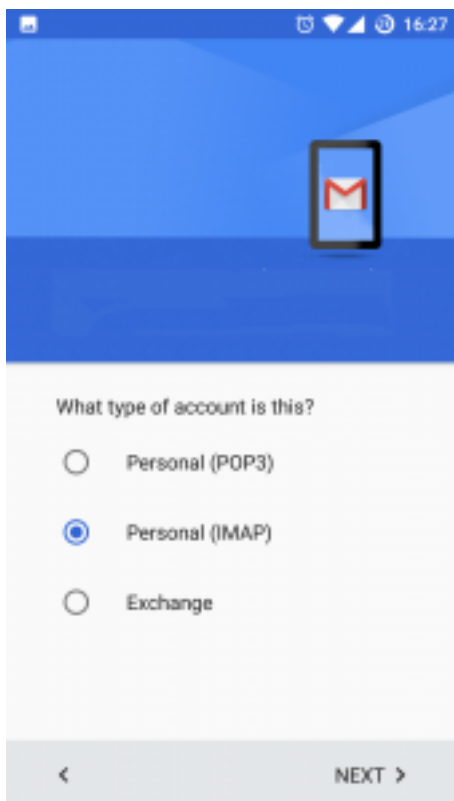 16:27
What type of account is this?
Personal (POP3)
Personal (IMAP)
Exchange
NEXT